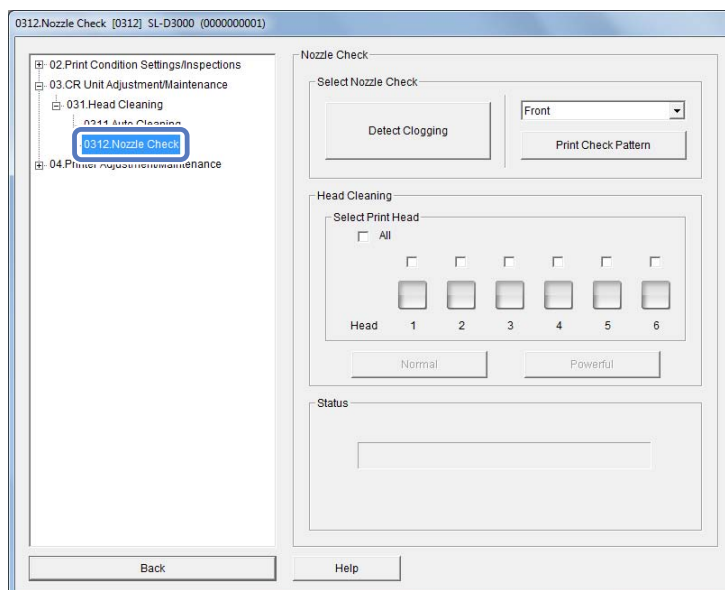 0312.Nozzle Check [0312] SL-D3000 (0000000001)
02.Print Condition Settings/Inspections
03.CR Unit Adjustment/Maintenance
031.Head Cleaning
0311.Auto Cleaning
0312.Nozzle Check
04.Printer Adjustment/Maintenance
Back
Nozzle Check
Select Nozzle Check
Detect Clogging
Front
Print Check Pattern
Head Cleaning
Select Print Head
All
Head 1 2 3 4 5 6
Normal Powerful
Status
Help